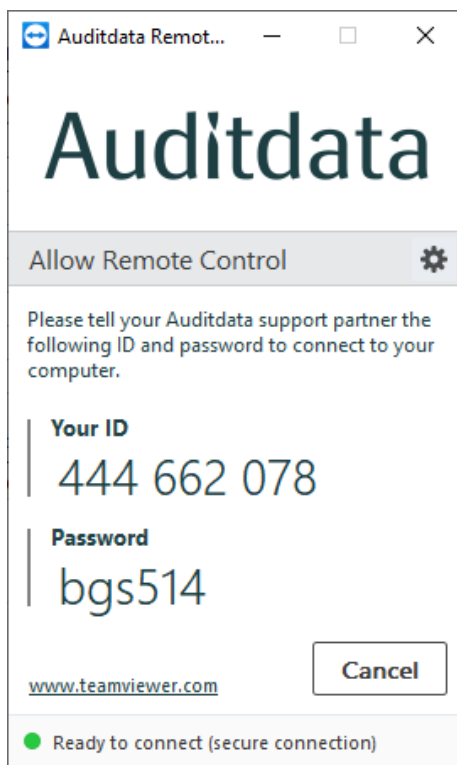 Auditdata Remot...
Auditdata
Allow Remote Control
Please tell your Auditdata support partner the
following ID and password to connect to your
computer.
Your ID
444 662 078
Password
bgs514
Cancel
www.teamviewer.com
Ready to connect (secure connection)